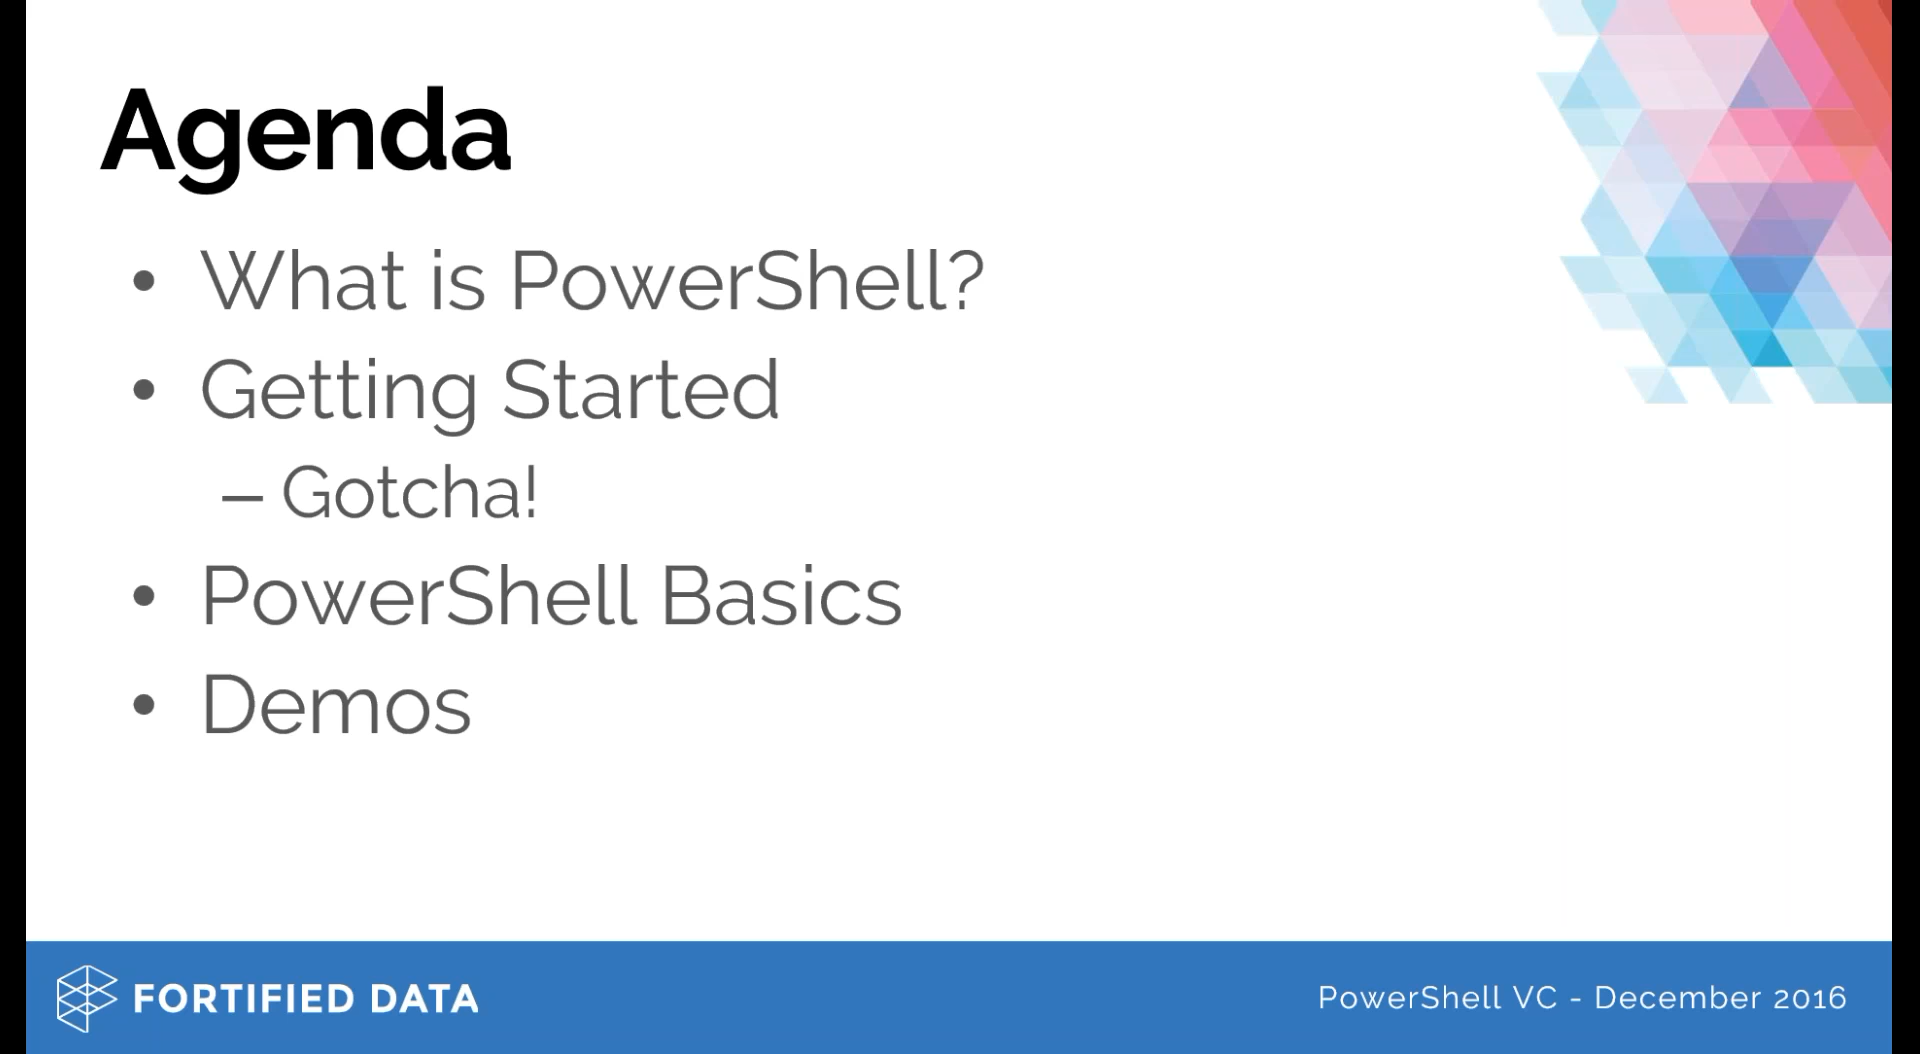 Agenda
• What is PowerShell?
• Getting Started
– Gotcha!
• PowerShell Basics
• Demos
FORTIFIED DATA
PowerShell VC - December 2016